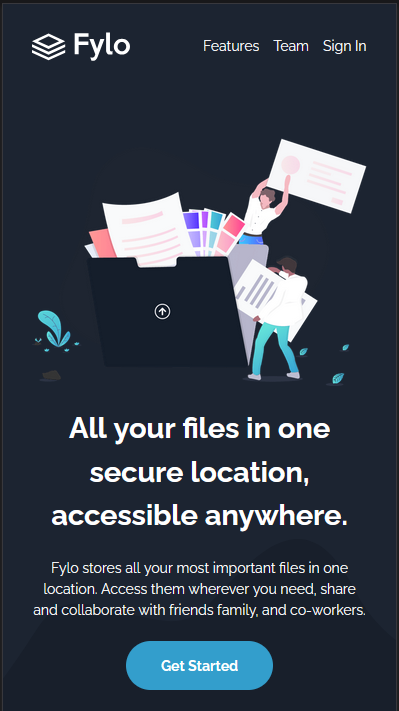 Fylo
Features Team Sign In
All your files in one
secure location,
accessible anywhere.
Fylo stores all your most important files in one
location. Access them wherever you need, share
and collaborate with friends family, and co-workers.
Get Started